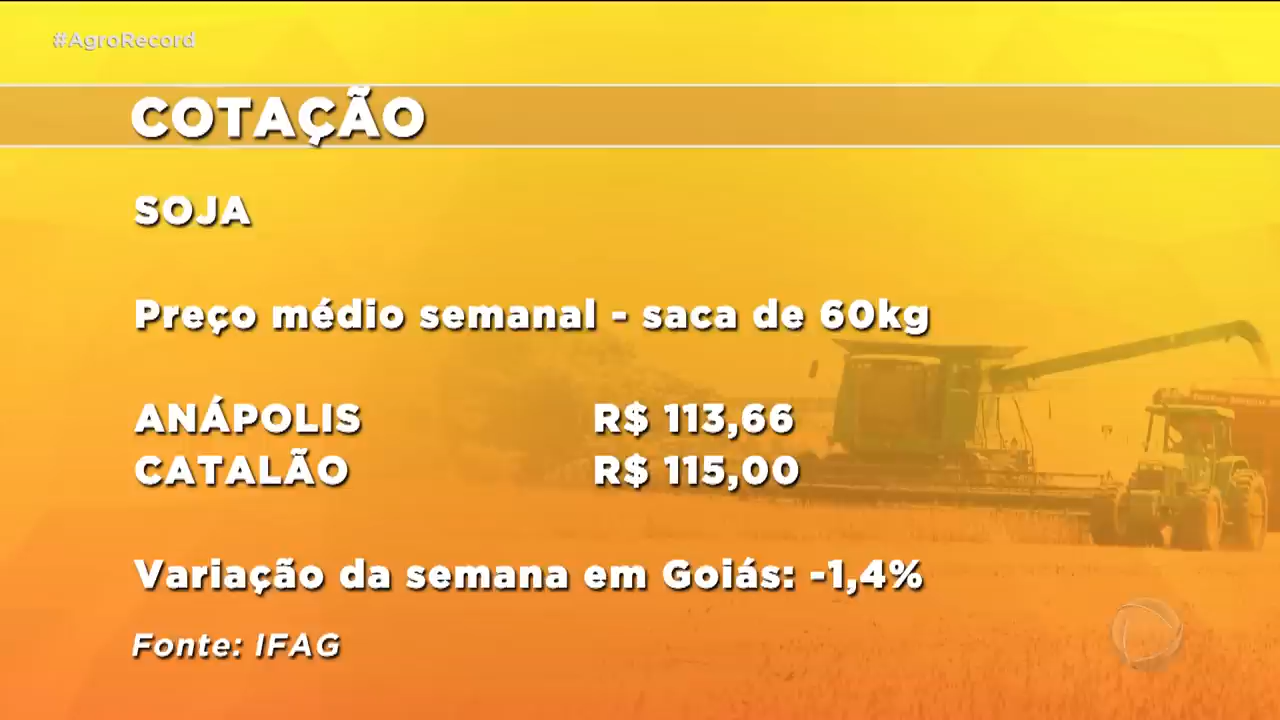 #AgroRecord
COTAÇÃO
SOJA
Preço médio semanal - saca de 60kg
ANÁPOLIS R$ 113,66
CATALÃO R$ 115,00
Variação da semana em Goiás: -1,4%
Fonte: IFAG